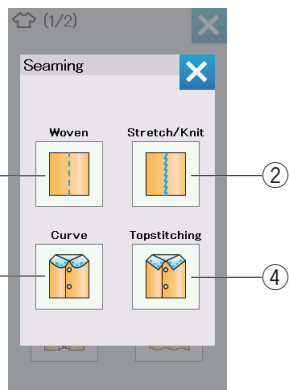 (1/2)
Seaming
Woven Stretch/Knit
②
Curve Topstitching
④